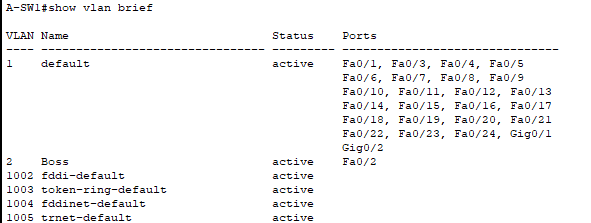 A-SW1#show vlan brief
VLAN Name                             Status    Ports
---- -------------------------------- --------- -------------------------------
1    default                          active    Fa0/1, Fa0/3, Fa0/4, Fa0/5
                                                Fa0/6, Fa0/7, Fa0/8, Fa0/9
                                                Fa0/10, Fa0/11, Fa0/12, Fa0/13
                                                Fa0/14, Fa0/15, Fa0/16, Fa0/17
                                                Fa0/18, Fa0/19, Fa0/20, Fa0/21
                                                Fa0/22, Fa0/23, Fa0/24, Gig0/1
                                                Gig0/2
2    Boss                             active    Fa0/2
1002 fddi-default                     active
1003 token-ring-default               active
1004 fddinet-default                  active
1005 trnet-default                    active